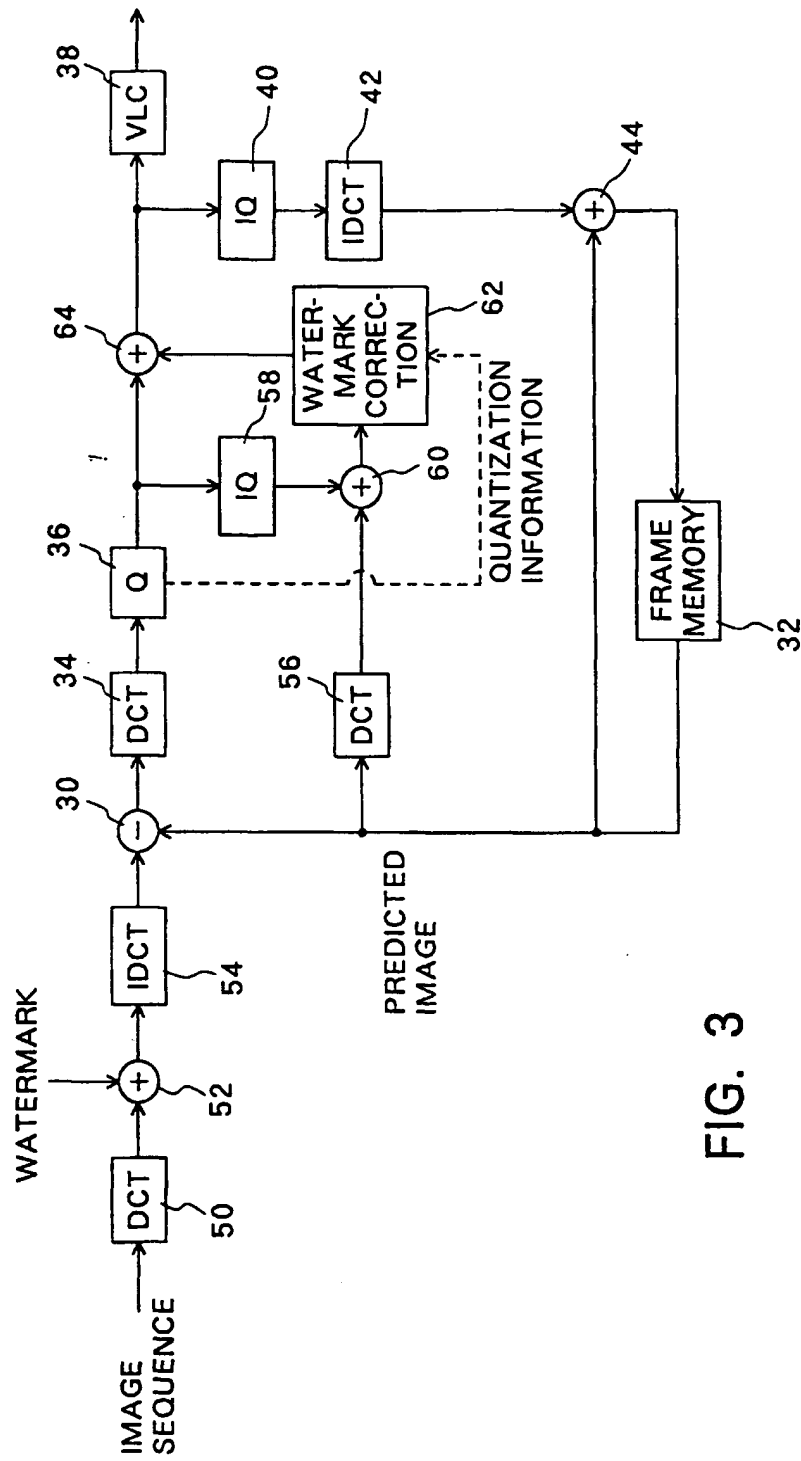 IMAGE
SEQUENCE
DCT
50
WATERMARK
+
52
IDCT
54
−
30
DCT
34
Q
36
+
64
VLC
38
PREDICTED
IMAGE
DCT
56
IQ
58
+
60
WATER-
MARK
CORREC-
TION
62
QUANTIZATION
INFORMATION
IQ
40
IDCT
42
+
44
FRAME
MEMORY
32
FIG. 3